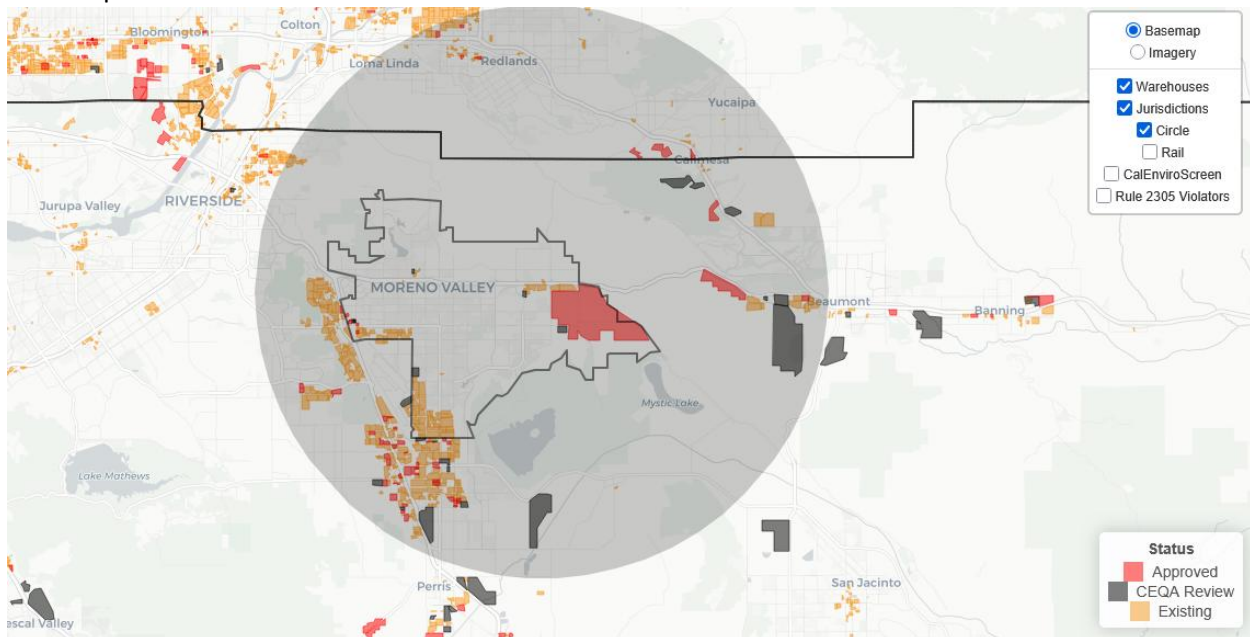 Bloomington
Colton
Loma Linda
Redlands
Yucaipa
Calimesa
Jurupa Valley
RIVERSIDE
MORENO VALLEY
Beaumont
Banning
Mystic Lake
Lake Mathews
Perris
San Jacinto
escal Valley
Basemap
Imagery
Warehouses
Jurisdictions
Circle
Rail
CalEnviroScreen
Rule 2305 Violators
Status
Approved
CEQA Review
Existing